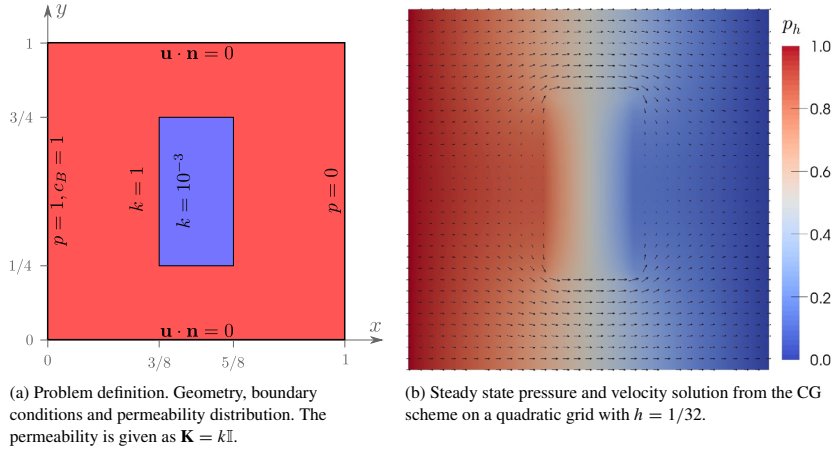 y
1
u · n = 0
3/4
p = 1, c_B = 1
k = 1
k = 10⁻³
p = 0
1/4
u · n = 0
x
0
0
3/8
5/8
1
(a) Problem definition. Geometry, boundary
conditions and permeability distribution. The
permeability is given as K = k𝕀.
p_h
1.0
0.8
0.6
0.4
0.2
0.0
(b) Steady state pressure and velocity solution from the CG
scheme on a quadratic grid with h = 1/32.